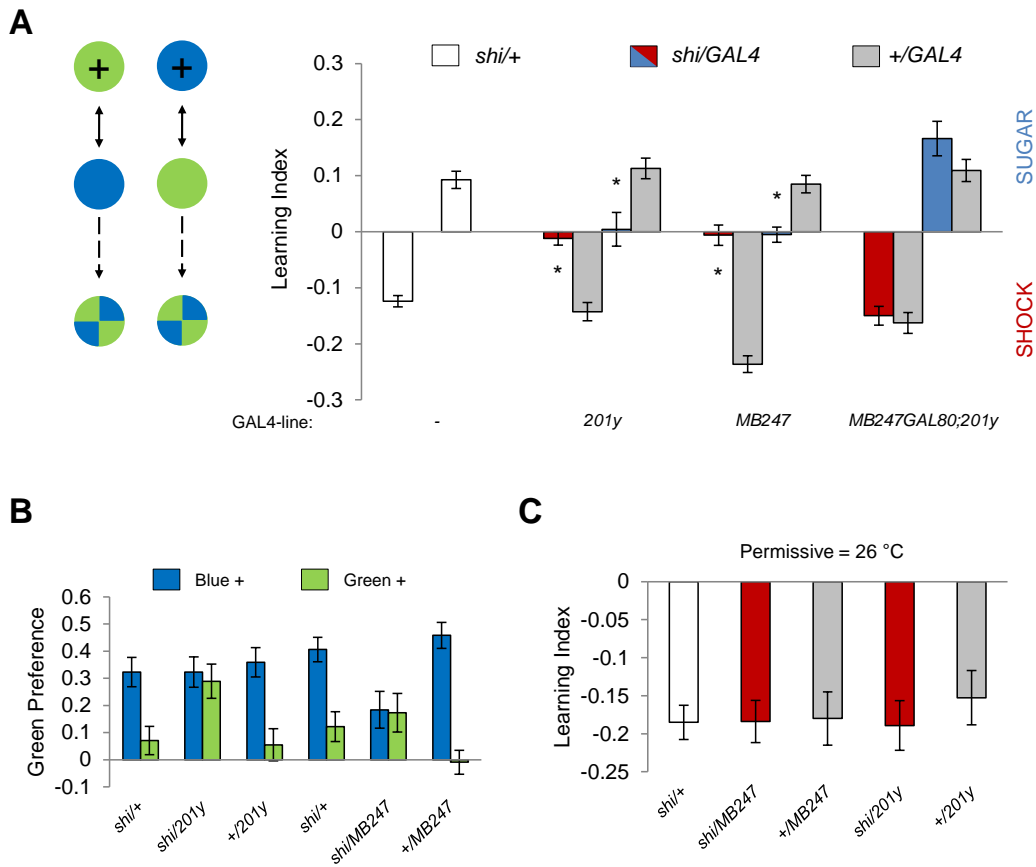 A
+ +
shi/+ shi/GAL4 +/GAL4
0.3
0.2
0.1
0
-0.1
-0.2
-0.3
Learning Index
SUGAR
SHOCK
GAL4-line: - 201y MB247 MB247GAL80;201y
* * * *
B
Blue + Green +
0.6
0.5
0.4
0.3
0.2
0.1
0
-0.1
Green Preference
shi/+ shi/201y +/201y shi/+ shi/MB247 +/MB247
C
Permissive = 26 °C
0
-0.05
-0.1
-0.15
-0.2
-0.25
Learning Index
shi/+ shi/MB247 +/MB247 shi/201y +/201y